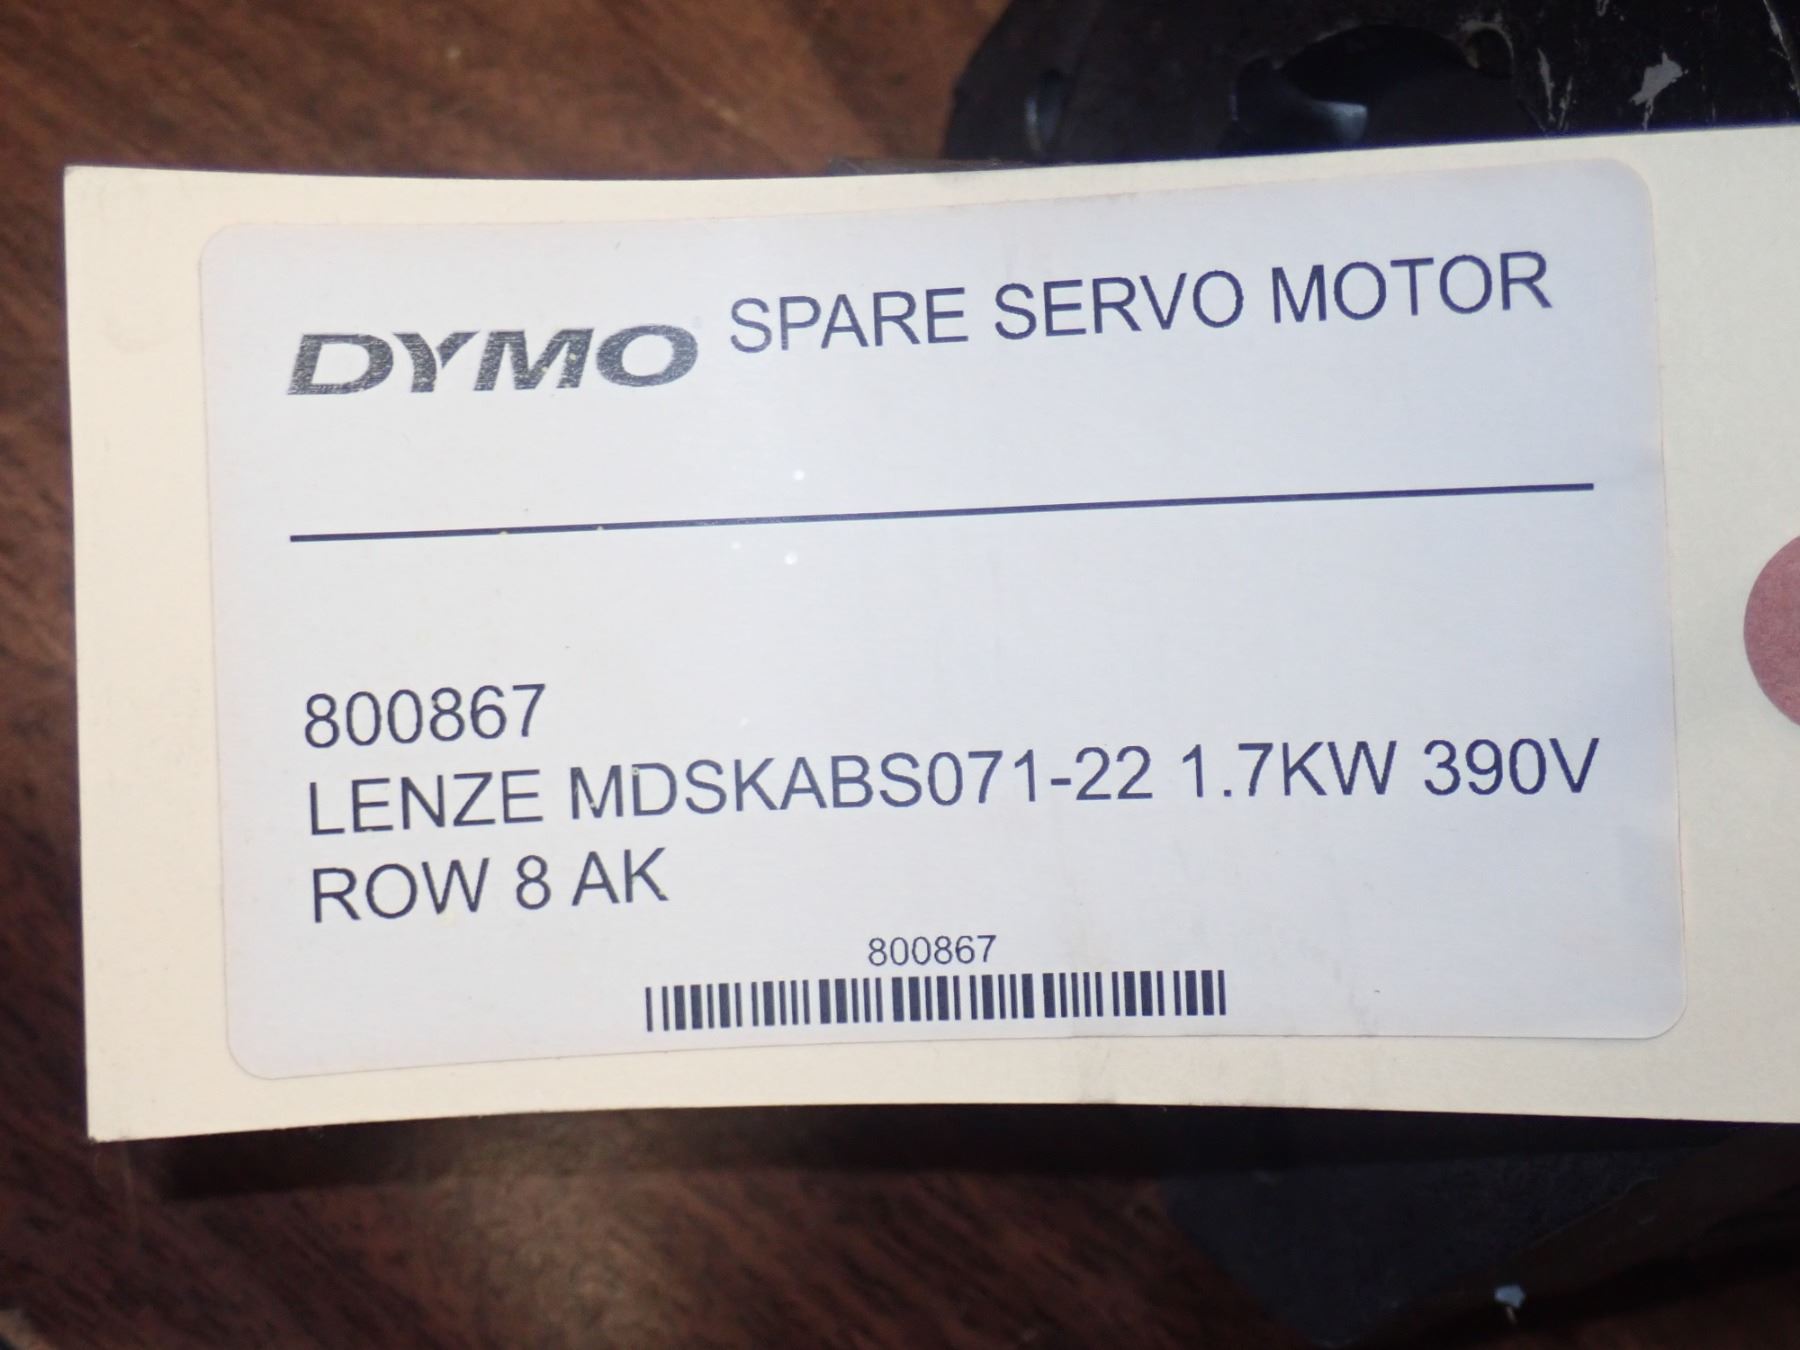 DYMO SPARE SERVO MOTOR
800867
LENZE MDSKABS071-22 1.7KW 390V
ROW 8 AK
800867